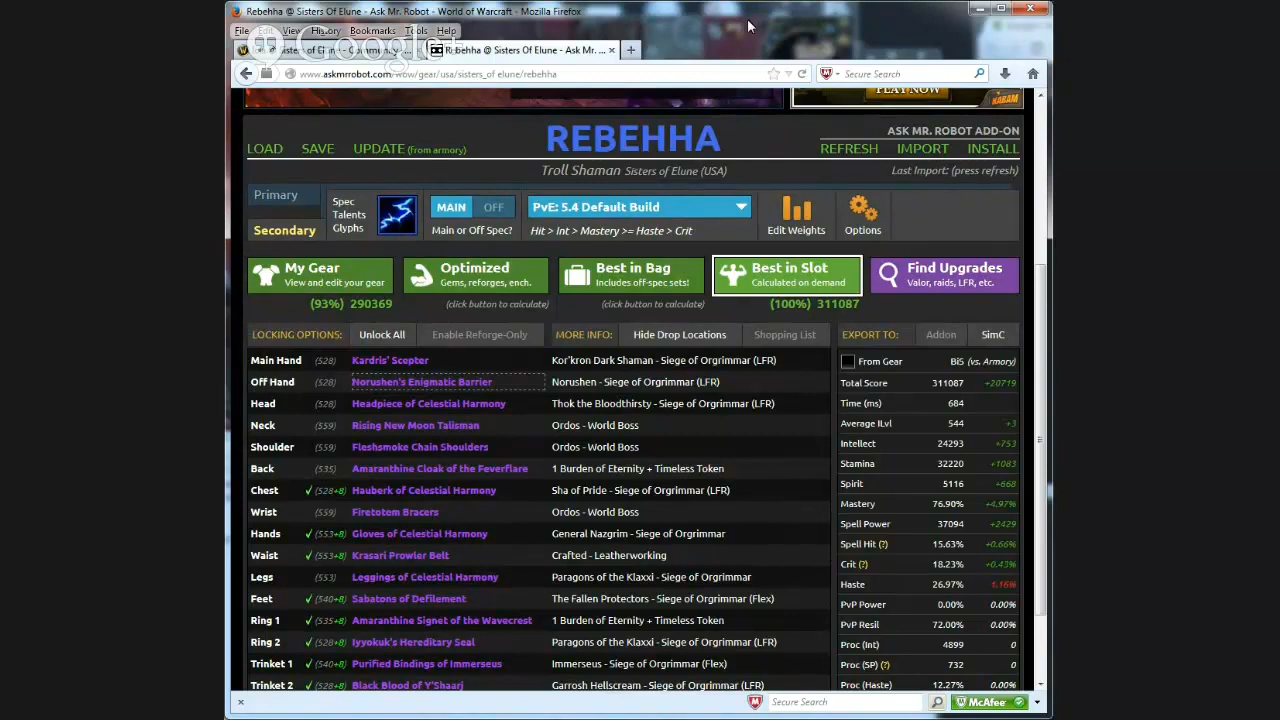 Rebehha @ Sisters Of Elune - Ask Mr. Robot - World of Warcraft - Mozilla Firefox
File Edit View History Bookmarks Tools Help
Google+
Sisters of Elune - Community ...
Rebehha @ Sisters Of Elune - Ask Mr. ... × +
www.askmrrobot.com/wow/gear/usa/sisters_of elune/rebehha
Secure Search
PLAY NOW
KABAM
LOAD SAVE UPDATE (from armory)
REBEHHA
ASK MR. ROBOT ADD-ON
REFRESH IMPORT INSTALL
Troll Shaman Sisters of Elune (USA)
Last Import: (press refresh)
Primary
Secondary
Spec
Talents
Glyphs
MAIN OFF
Main or Off Spec?
PvE: 5.4 Default Build
Hit > Int > Mastery >= Haste > Crit
Edit Weights
Options
My Gear
View and edit your gear
(93%) 290369
Optimized
Gems, reforges, ench.
(click button to calculate)
Best in Bag
Includes off-spec sets!
(click button to calculate)
Best in Slot
Calculated on demand
(100%) 311087
Find Upgrades
Valor, raids, LFR, etc.
LOCKING OPTIONS: Unlock All Enable Reforge-Only MORE INFO: Hide Drop Locations Shopping List
EXPORT TO: Addon SimC
Main Hand (528) Kardris' Scepter Kor'kron Dark Shaman - Siege of Orgrimmar (LFR)
Off Hand (528) Norushen's Enigmatic Barrier Norushen - Siege of Orgrimmar (LFR)
Head (528) Headpiece of Celestial Harmony Thok the Bloodthirsty - Siege of Orgrimmar (LFR)
Neck (559) Rising New Moon Talisman Ordos - World Boss
Shoulder (559) Fleshsmoke Chain Shoulders Ordos - World Boss
Back (535) Amaranthine Cloak of the Feverflare 1 Burden of Eternity + Timeless Token
Chest ✓ (528+8) Hauberk of Celestial Harmony Sha of Pride - Siege of Orgrimmar (LFR)
Wrist (559) Firetotem Bracers Ordos - World Boss
Hands ✓ (553+8) Gloves of Celestial Harmony General Nazgrim - Siege of Orgrimmar
Waist ✓ (553+8) Krasari Prowler Belt Crafted - Leatherworking
Legs (553) Leggings of Celestial Harmony Paragons of the Klaxxi - Siege of Orgrimmar
Feet ✓ (540+8) Sabatons of Defilement The Fallen Protectors - Siege of Orgrimmar (Flex)
Ring 1 ✓ (535+8) Amaranthine Signet of the Wavecrest 1 Burden of Eternity + Timeless Token
Ring 2 ✓ (528+8) Iyyokuk's Hereditary Seal Paragons of the Klaxxi - Siege of Orgrimmar (LFR)
Trinket 1 ✓ (540+8) Purified Bindings of Immerseus Immerseus - Siege of Orgrimmar (Flex)
Trinket 2 ✓ (528+8) Black Blood of Y'Shaarj Garrosh Hellscream - Siege of Orgrimmar (LFR)
From Gear BiS (vs. Armory)
Total Score 311087 +20719
Time (ms) 684
Average ILvl 544 +3
Intellect 24293 +753
Stamina 32220 +1083
Spirit 5116 +668
Mastery 76.90% +4.97%
Spell Power 37094 +2429
Spell Hit (?) 15.63% +0.66%
Crit (?) 18.23% +0.43%
Haste 26.97% 1.16%
PvP Power 0.00% 0.00%
PvP Resil 72.00% 0.00%
Proc (Int) 4899 0
Proc (SP) (?) 732 0
Proc (Haste) 12.27% 0.00%
× Secure Search McAfee